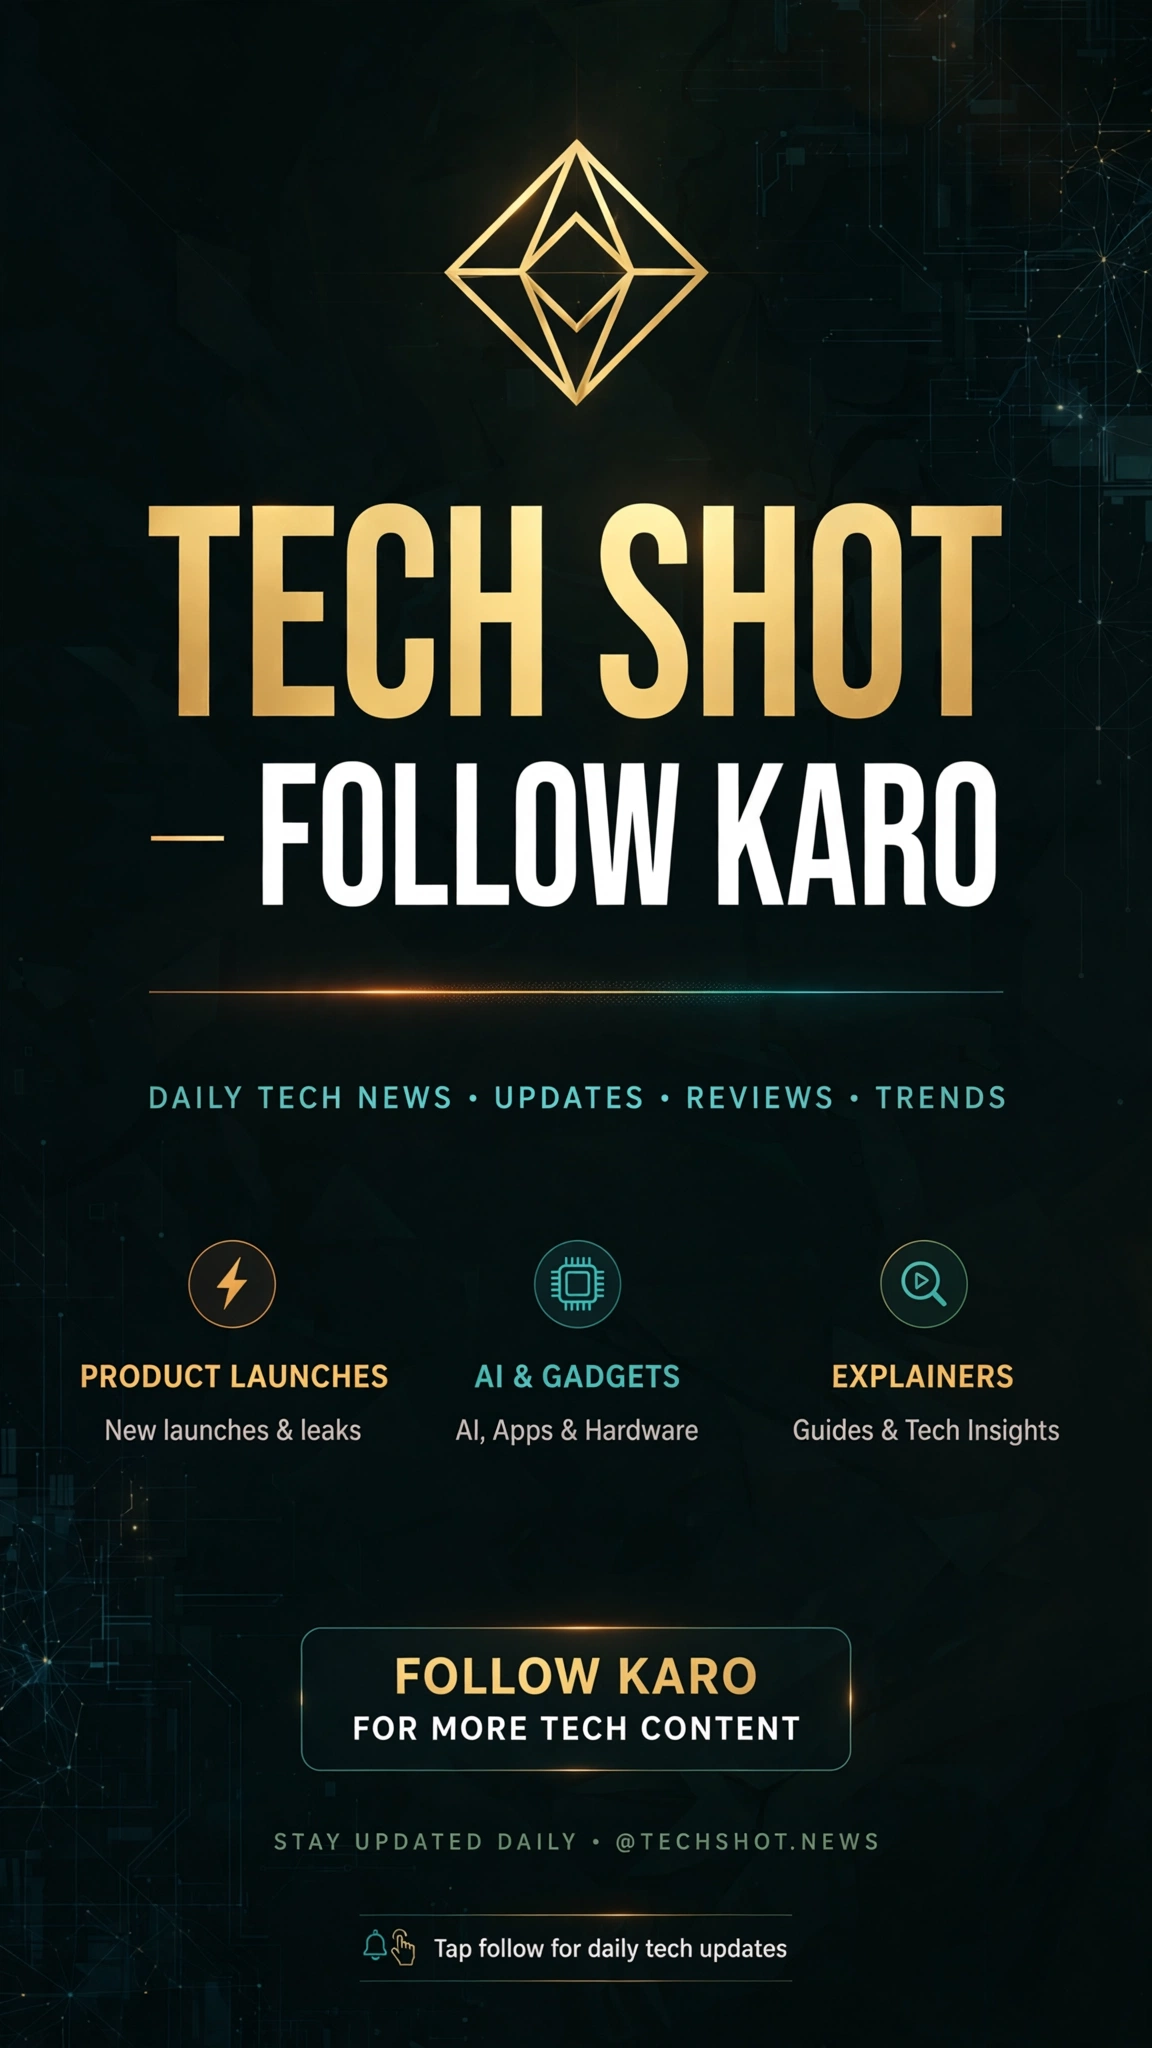 TECH SHOT
— FOLLOW KARO
DAILY TECH NEWS • UPDATES • REVIEWS • TRENDS
PRODUCT LAUNCHES
New launches & leaks
AI & GADGETS
AI, Apps & Hardware
EXPLAINERS
Guides & Tech Insights
FOLLOW KARO
FOR MORE TECH CONTENT
STAY UPDATED DAILY • @TECHSHOT.NEWS
Tap follow for daily tech updates